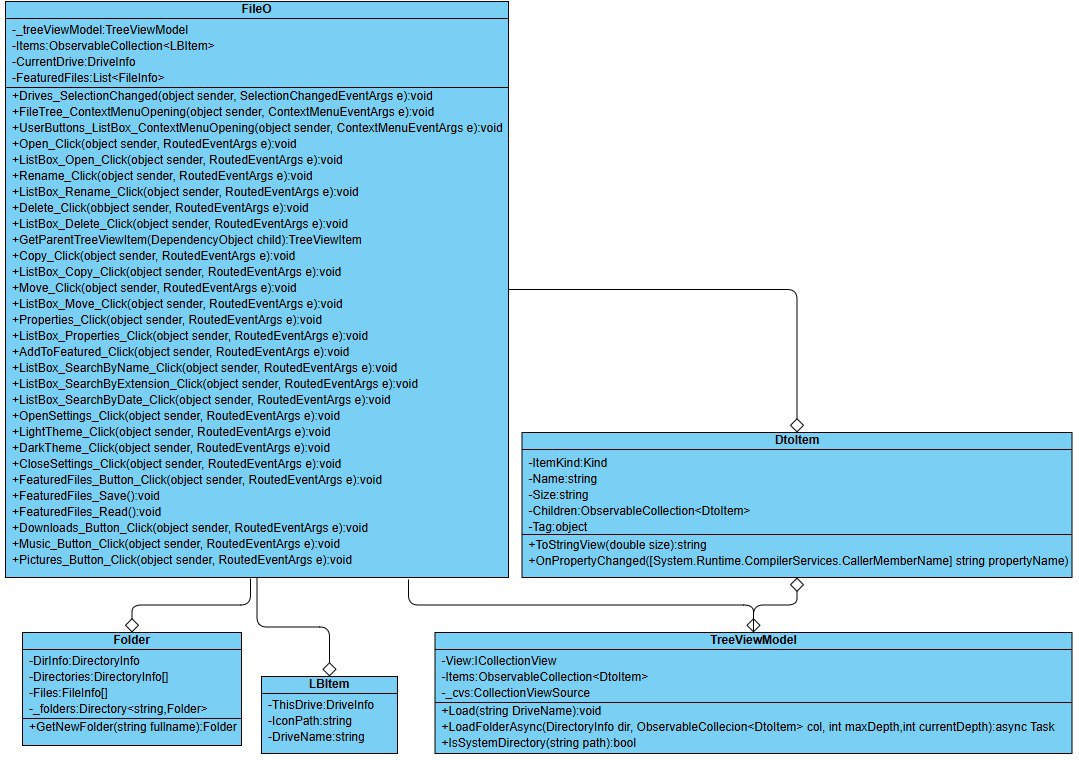 FileO
-_treeViewModel:TreeViewModel
-Items:ObservableCollection<LBItem>
-CurrentDrive:DriveInfo
-FeaturedFiles:List<FileInfo>
+Drives_SelectionChanged(object sender, SelectionChangedEventArgs e):void
+FileTree_ContextMenuOpening(object sender, ContextMenuEventArgs e):void
+UserButtons_ListBox_ContextMenuOpening(object sender, ContextMenuEventArgs e):void
+Open_Click(object sender, RoutedEventArgs e):void
+ListBox_Open_Click(object sender, RoutedEventArgs e):void
+Rename_Click(object sender, RoutedEventArgs e):void
+ListBox_Rename_Click(object sender, RoutedEventArgs e):void
+Delete_Click(obbject sender, RoutedEventArgs e):void
+ListBox_Delete_Click(object sender, RoutedEventArgs e):void
+GetParentTreeViewItem(DependencyObject child):TreeViewItem
+Copy_Click(object sender, RoutedEventArgs e):void
+ListBox_Copy_Click(object sender, RoutedEventArgs e):void
+Move_Click(object sender, RoutedEventArgs e):void
+ListBox_Move_Click(object sender, RoutedEventArgs e):void
+Properties_Click(object sender, RoutedEventArgs e):void
+ListBox_Properties_Click(object sender, RoutedEventArgs e):void
+AddToFeatured_Click(object sender, RoutedEventArgs e):void
+ListBox_SearchByName_Click(object sender, RoutedEventArgs e):void
+ListBox_SearchByExtension_Click(object sender, RoutedEventArgs e):void
+ListBox_SearchByDate_Click(object sender, RoutedEventArgs e):void
+OpenSettings_Click(object sender, RoutedEventArgs e):void
+LightTheme_Click(object sender, RoutedEventArgs e):void
+DarkTheme_Click(object sender, RoutedEventArgs e):void
+CloseSettings_Click(object sender, RoutedEventArgs e):void
+FeaturedFiles_Button_Click(object sender, RoutedEventArgs e):void
+FeaturedFiles_Save():void
+FeaturedFiles_Read():void
+Downloads_Button_Click(object sender, RoutedEventArgs e):void
+Music_Button_Click(object sender, RoutedEventArgs e):void
+Pictures_Button_Click(object sender, RoutedEventArgs e):void
DtoItem
-ItemKind:Kind
-Name:string
-Size:string
-Children:ObservableCollection<DtoItem>
-Tag:object
+ToStringView(double size):string
+OnPropertyChanged([System.Runtime.CompilerServices.CallerMemberName] string propertyName)
Folder
-DirInfo:DirectoryInfo
-Directories:DirectoryInfo[]
-Files:FileInfo[]
-_folders:Directory<string,Folder>
+GetNewFolder(string fullname):Folder
LBItem
-ThisDrive:DriveInfo
-IconPath:string
-DriveName:string
TreeViewModel
-View:ICollectionView
-Items:ObservableCollection<DtoItem>
-_cvs:CollectionViewSource
+Load(string DriveName):void
+LoadFolderAsync(DirectoryInfo dir, ObservableCollecion<DtoItem> col, int maxDepth,int currentDepth):async Task
+IsSystemDirectory(string path):bool